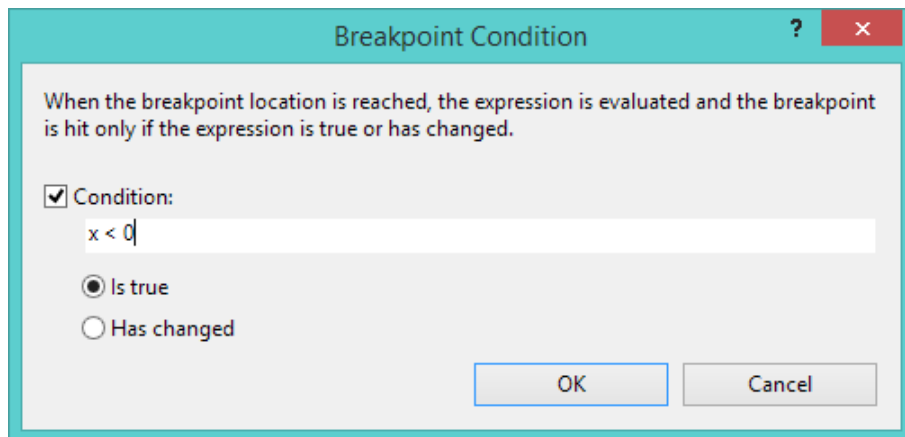 Breakpoint Condition
?
When the breakpoint location is reached, the expression is evaluated and the breakpoint
is hit only if the expression is true or has changed.
Condition:
x < 0
Is true
Has changed
OK
Cancel